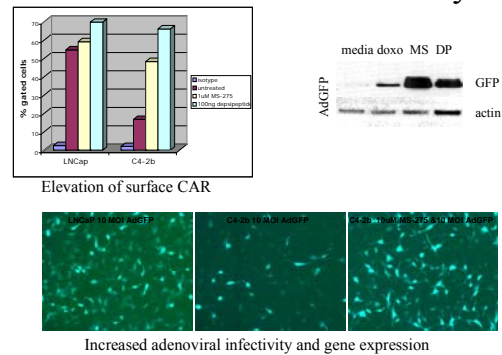 70
60
50
40
30
20
10
0
LNCap C4-2b
isotype
untreated
1uM MS-275
100ng depsipeptide
Elevation of surface CAR
media doxo MS DP
AdGFP
GFP
actin
LNCaP 10 MOI AdGFP
C4-2b 10 MOI AdGFP
C4-2b 10uM MS-275 &10 MOI AdGFP
% gated cells
Increased adenoviral infectivity and gene expression